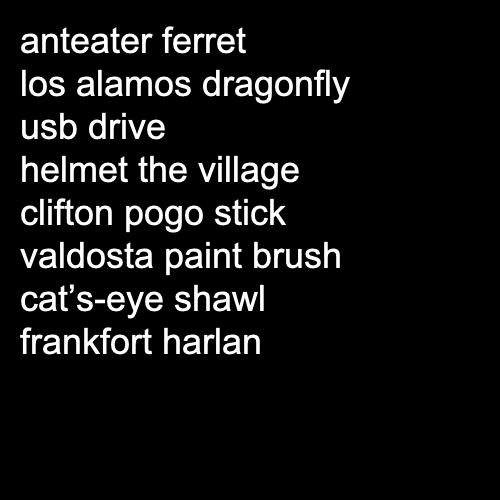 anteater ferret
los alamos dragonfly
usb drive
helmet the village
clifton pogo stick
valdosta paint brush
cat’s-eye shawl
frankfort harlan